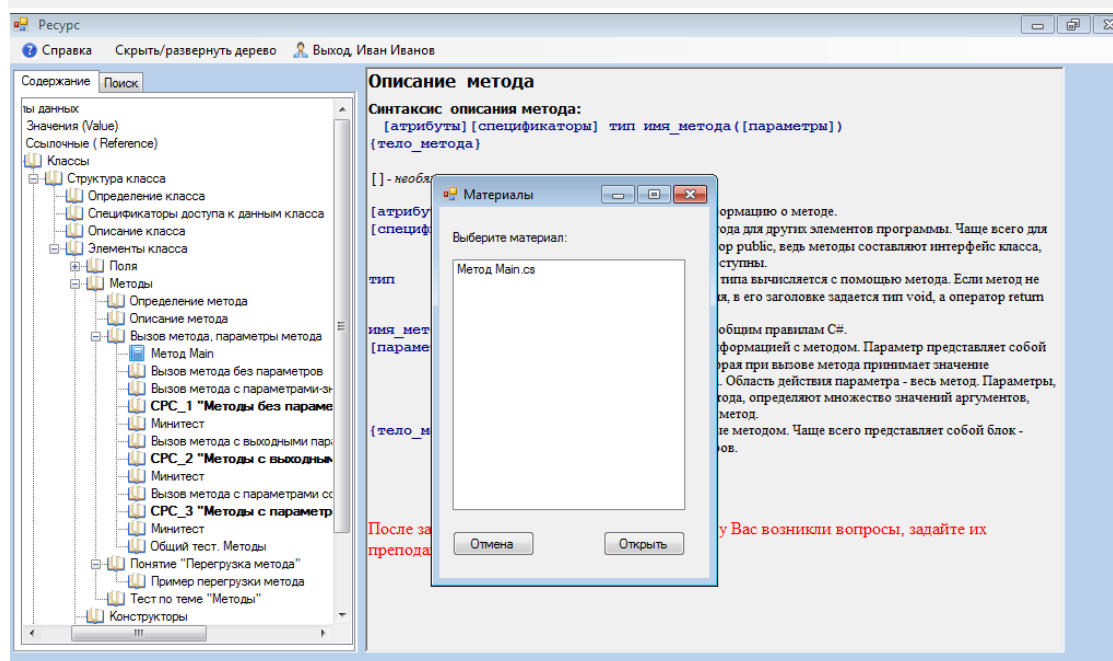 Ресурс
Справка Скрыть/развернуть дерево Выход, Иван Иванов
Содержание Поиск
ы данных
Значения (Value)
Ссылочные ( Reference)
Классы
Структура класса
Определение класса
Спецификаторы доступа к данным класса
Описание класса
Элементы класса
Поля
Методы
Определение метода
Описание метода
Вызов метода, параметры метода
Метод Main
Вызов метода без параметров
Вызов метода с параметрами-зн
СРС_1 "Методы без параме
Минитест
Вызов метода с выходными пара
СРС_2 "Методы с выходным
Минитест
Вызов метода с параметрами сс
СРС_3 "Методы с параметр
Минитест
Общий тест. Методы
Понятие "Перегрузка метода"
Пример перегрузки метода
Тест по теме "Методы"
Конструкторы
Описание метода
Синтаксис описания метода:
[атрибуты][спецификаторы] тип имя_метода([параметры])
{тело_метода}
[] - необя
[атрибу ормацию о методе.
[специф ода для других элементов программы. Чаще всего для
ор public, ведь методы составляют интерфейс класса,
ступны.
тип типа вычисляется с помощью метода. Если метод не
ия, в его заголовке задается тип void, а оператор return
имя_мет общим правилам C#.
[параме формацией с методом. Параметр представляет собой
орая при вызове метода принимает значение
. Область действия параметра - весь метод. Параметры,
тода, определяют множество значений аргументов,
метод.
{тело_м ые методом. Чаще всего представляет собой блок -
ов.
После за у Вас возникли вопросы, задайте их
препода
Материалы
Выберите материал:
Метод Main.cs
Отмена Открыть